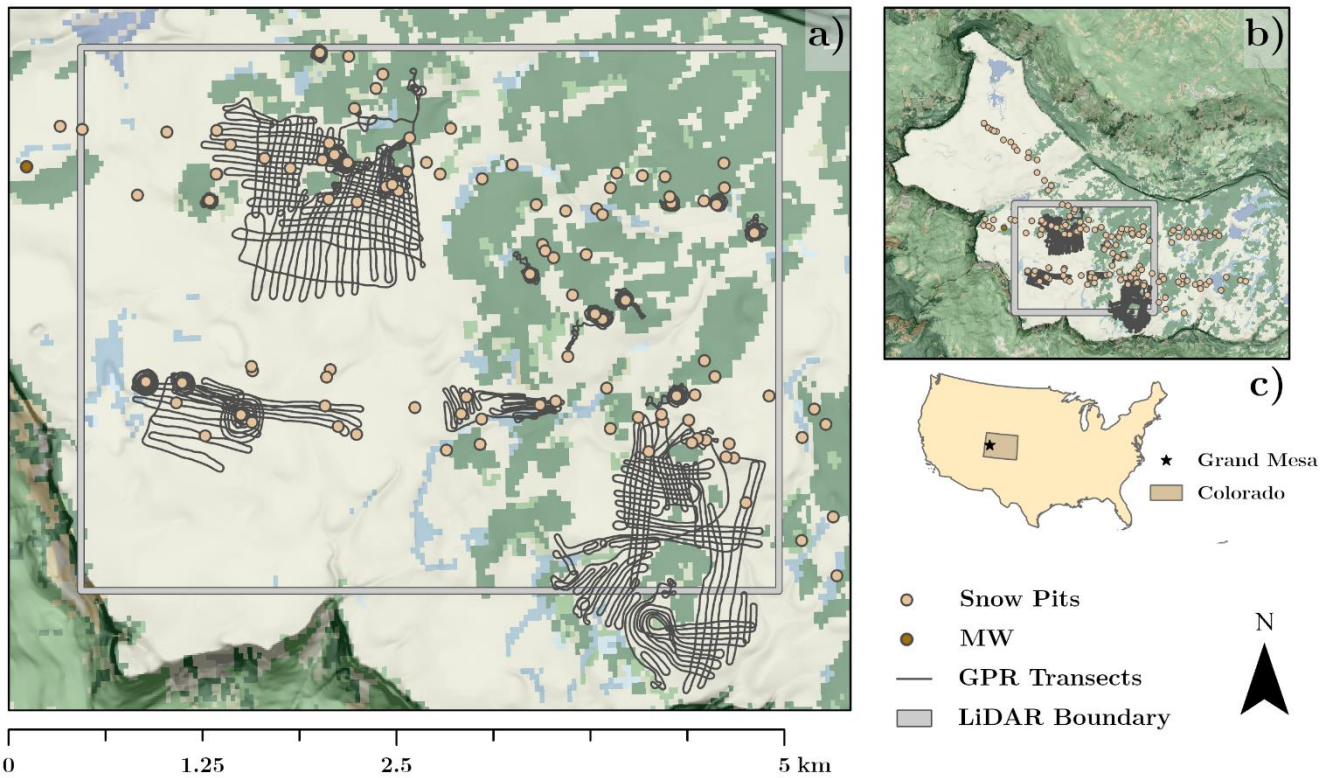 a)
b)
c)
Grand Mesa
Colorado
Snow Pits
MW
GPR Transects
LiDAR Boundary
N
0 1.25 2.5 5 km